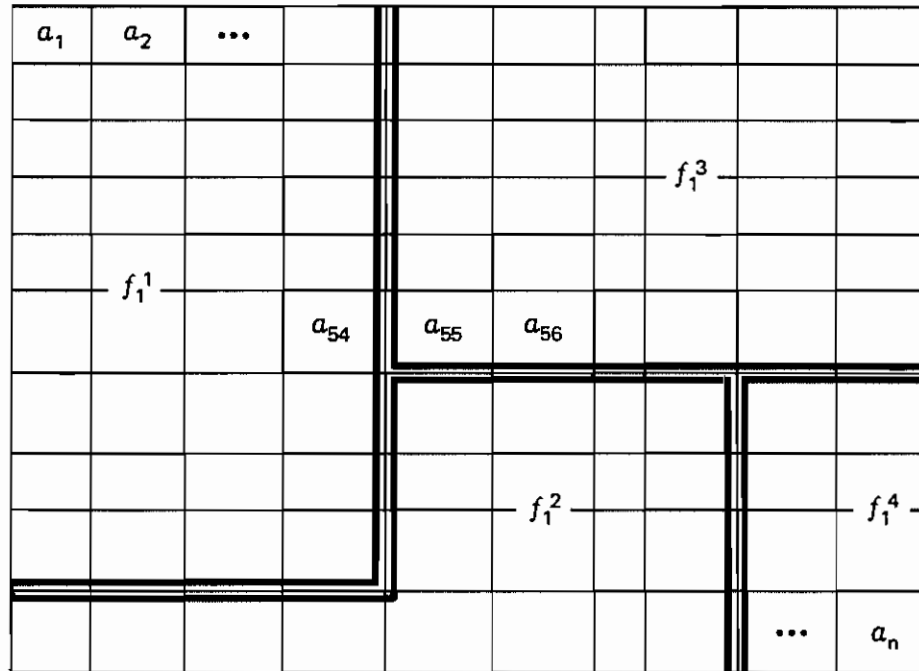 a₁ a₂ •••
f₁³
f₁¹
a₅₄ a₅₅ a₅₆
f₁² f₁⁴
••• aₙ